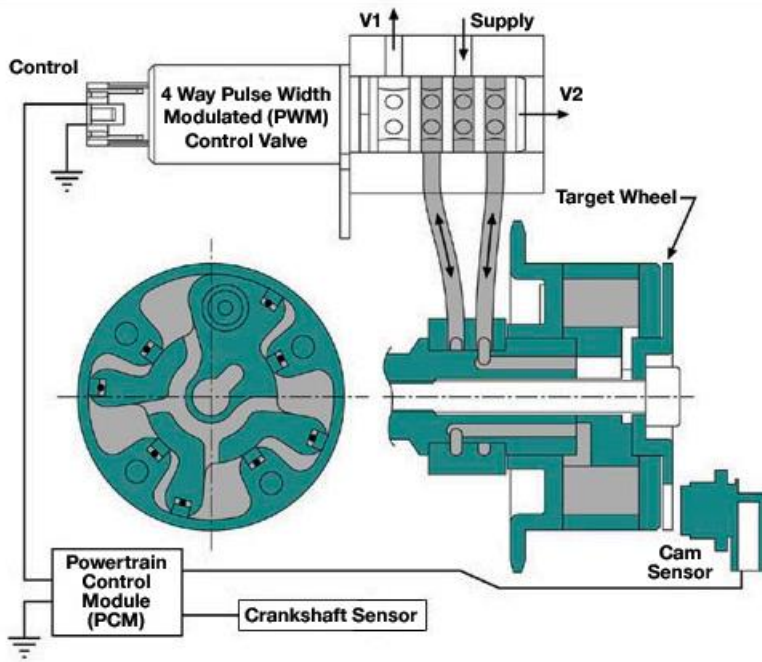 V1
Supply
Control
4 Way Pulse Width
Modulated (PWM)
Control Valve
V2
Target Wheel
Cam
Sensor
Powertrain
Control
Module
(PCM)
Crankshaft Sensor